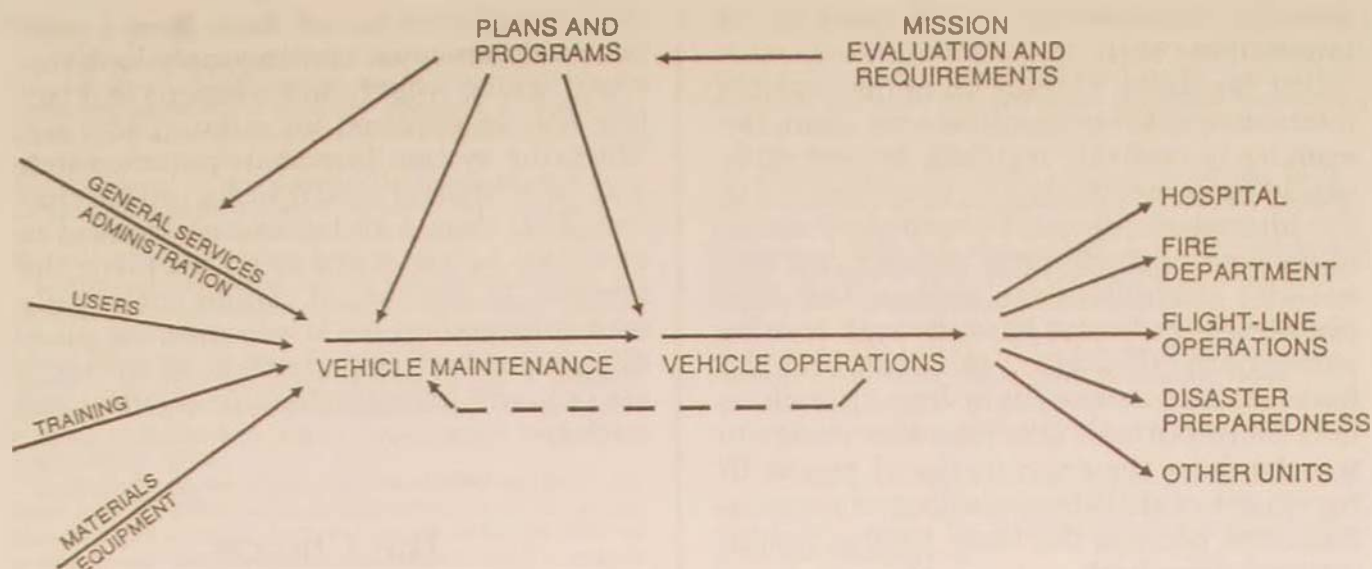 PLANS AND
PROGRAMS
MISSION
EVALUATION AND
REQUIREMENTS
GENERAL SERVICES
ADMINISTRATION
USERS
TRAINING
MATERIALS
EQUIPMENT
VEHICLE MAINTENANCE
VEHICLE OPERATIONS
HOSPITAL
FIRE
DEPARTMENT
FLIGHT-LINE
OPERATIONS
DISASTER
PREPAREDNESS
OTHER UNITS